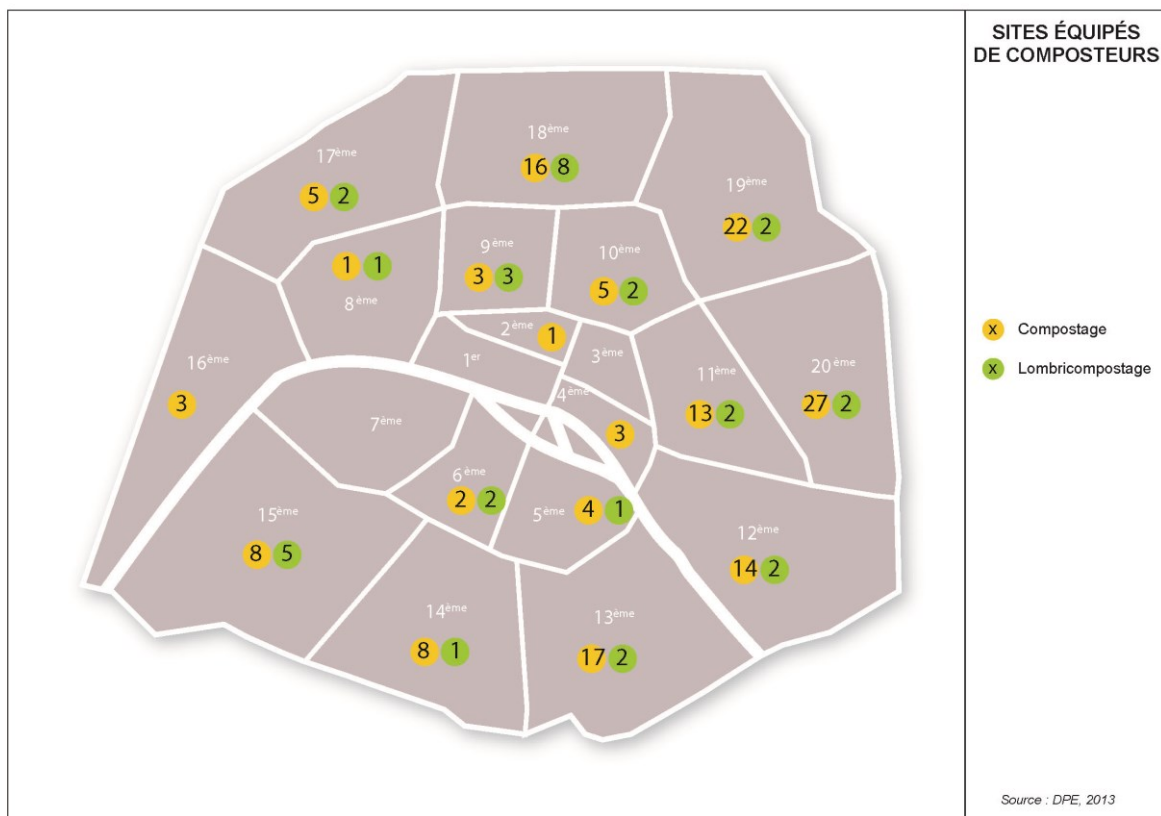 SITES ÉQUIPÉS
DE COMPOSTEURS
18ème
16 8
17ème
5 2
19ème
22 2
9ème
3 3
10ème
5 2
1 1
8ème
2ème
1
1er
3ème
16ème
3
11ème
13 2
20ème
27 2
4ème
3
7ème
6ème
2 2
5ème 4 1
15ème
8 5
12ème
14 2
14ème
8 1
13ème
17 2
X Compostage
X Lombricompostage
Source : DPE, 2013